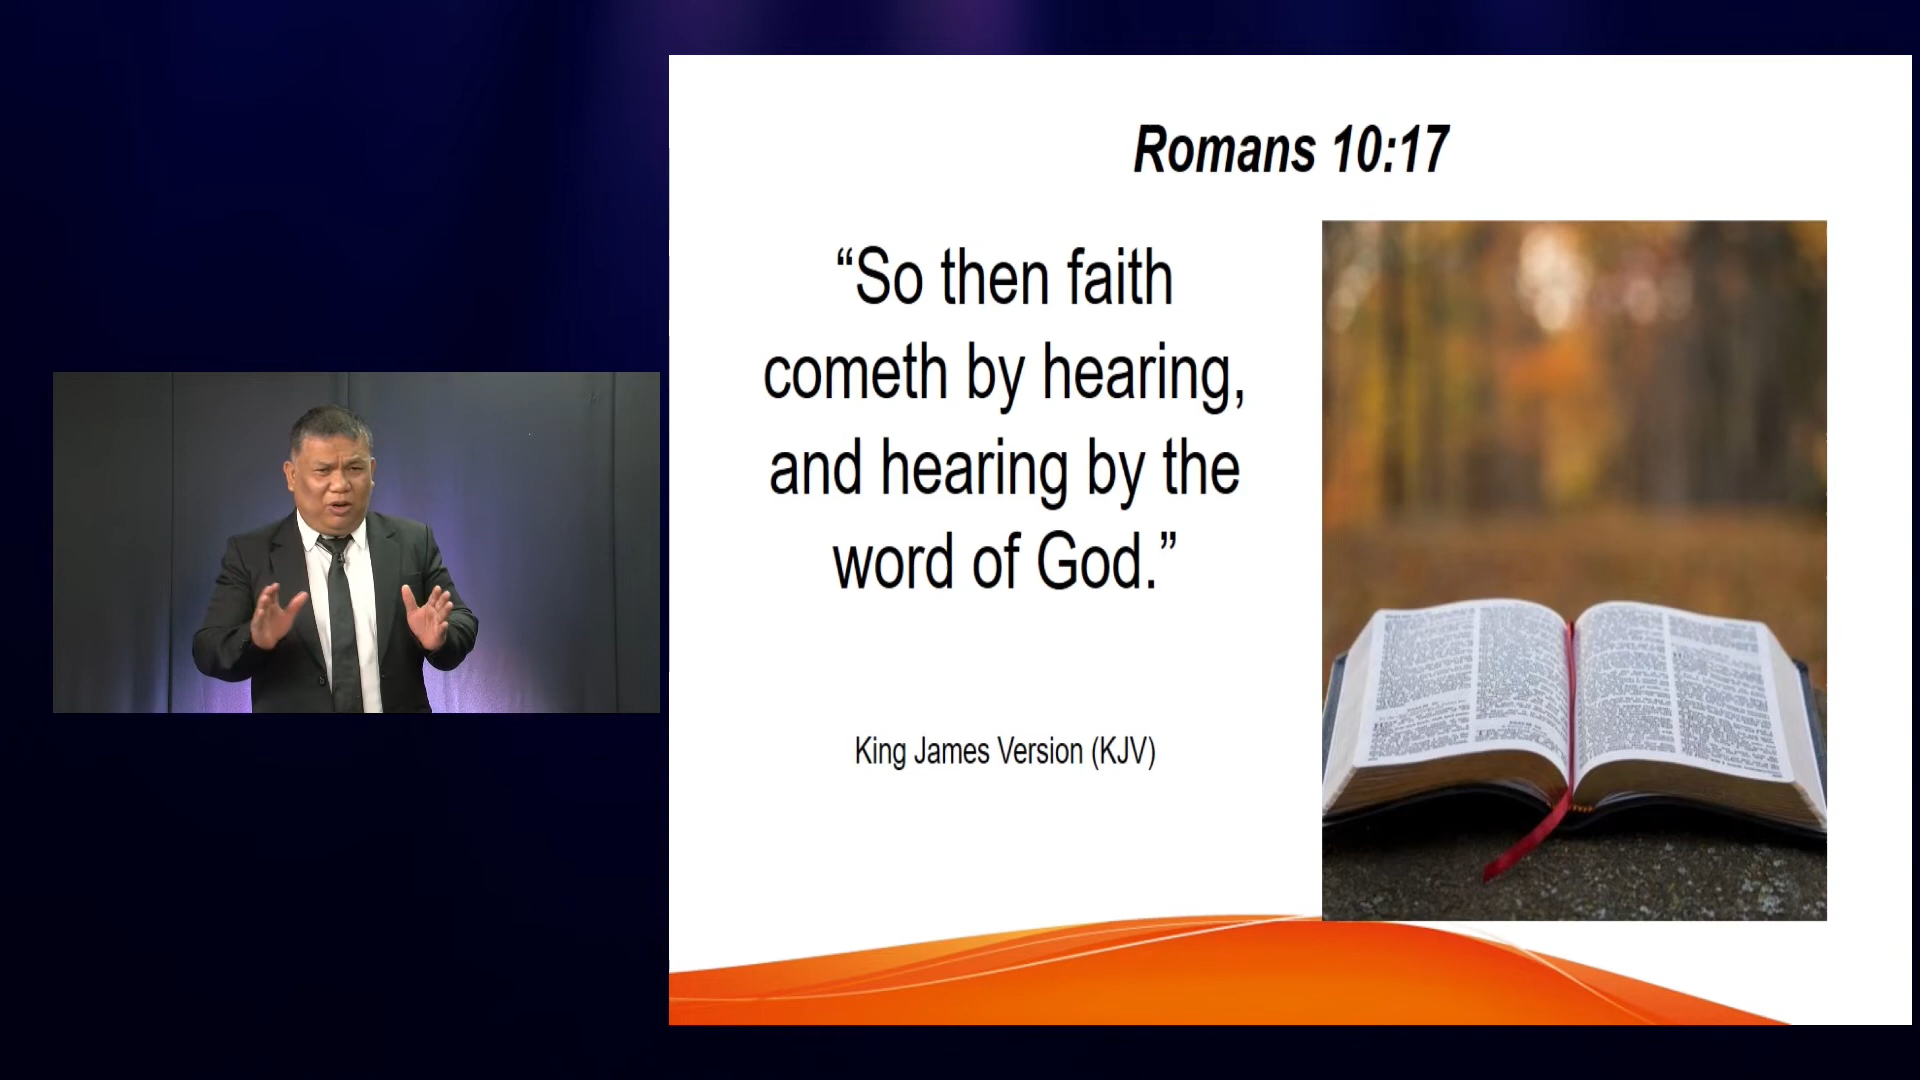 Romans 10:17
“So then faith
cometh by hearing,
and hearing by the
word of God.”
King James Version (KJV)